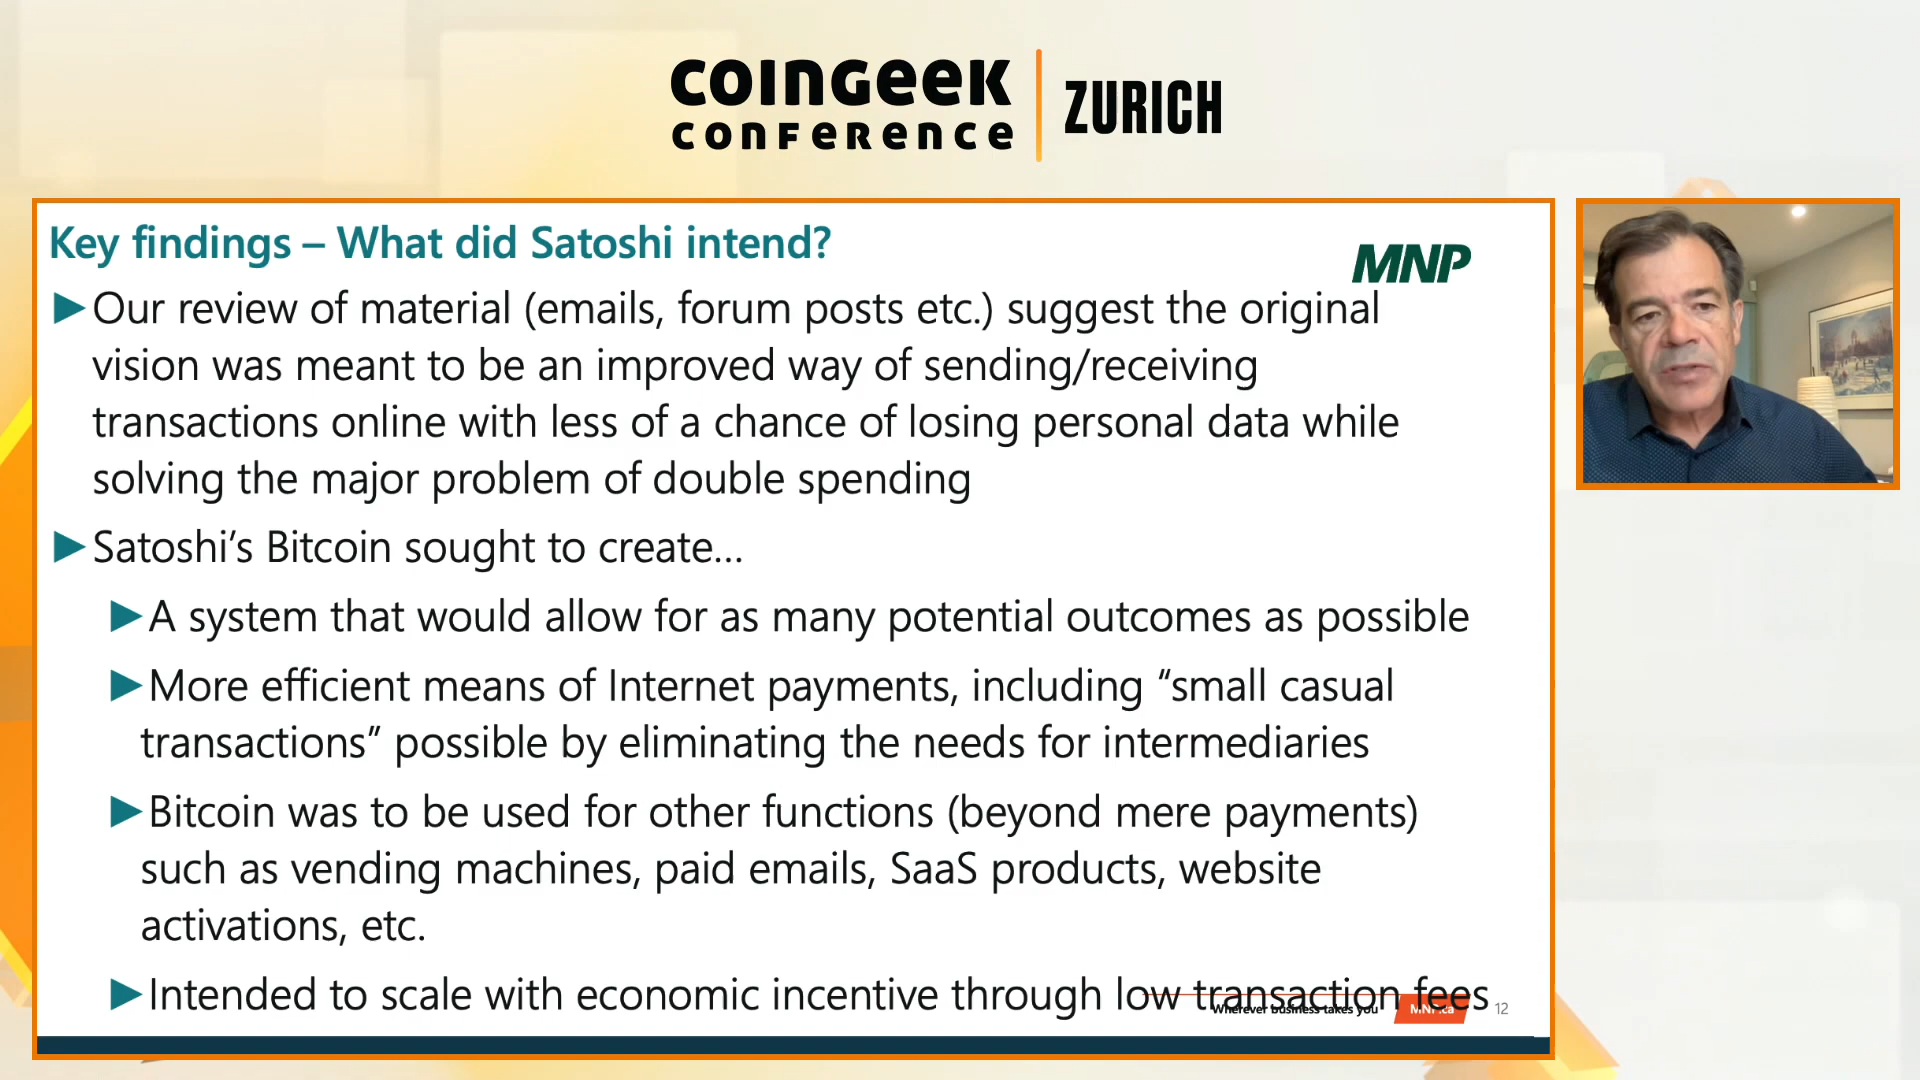 COINGEEK
CONFERENCE
ZURICH
Key findings – What did Satoshi intend?
MNP
Our review of material (emails, forum posts etc.) suggest the original
vision was meant to be an improved way of sending/receiving
transactions online with less of a chance of losing personal data while
solving the major problem of double spending
Satoshi’s Bitcoin sought to create...
A system that would allow for as many potential outcomes as possible
More efficient means of Internet payments, including “small casual
transactions” possible by eliminating the needs for intermediaries
Bitcoin was to be used for other functions (beyond mere payments)
such as vending machines, paid emails, SaaS products, website
activations, etc.
Intended to scale with economic incentive through low transaction fees
Wherever business takes you
MNP.ca
12